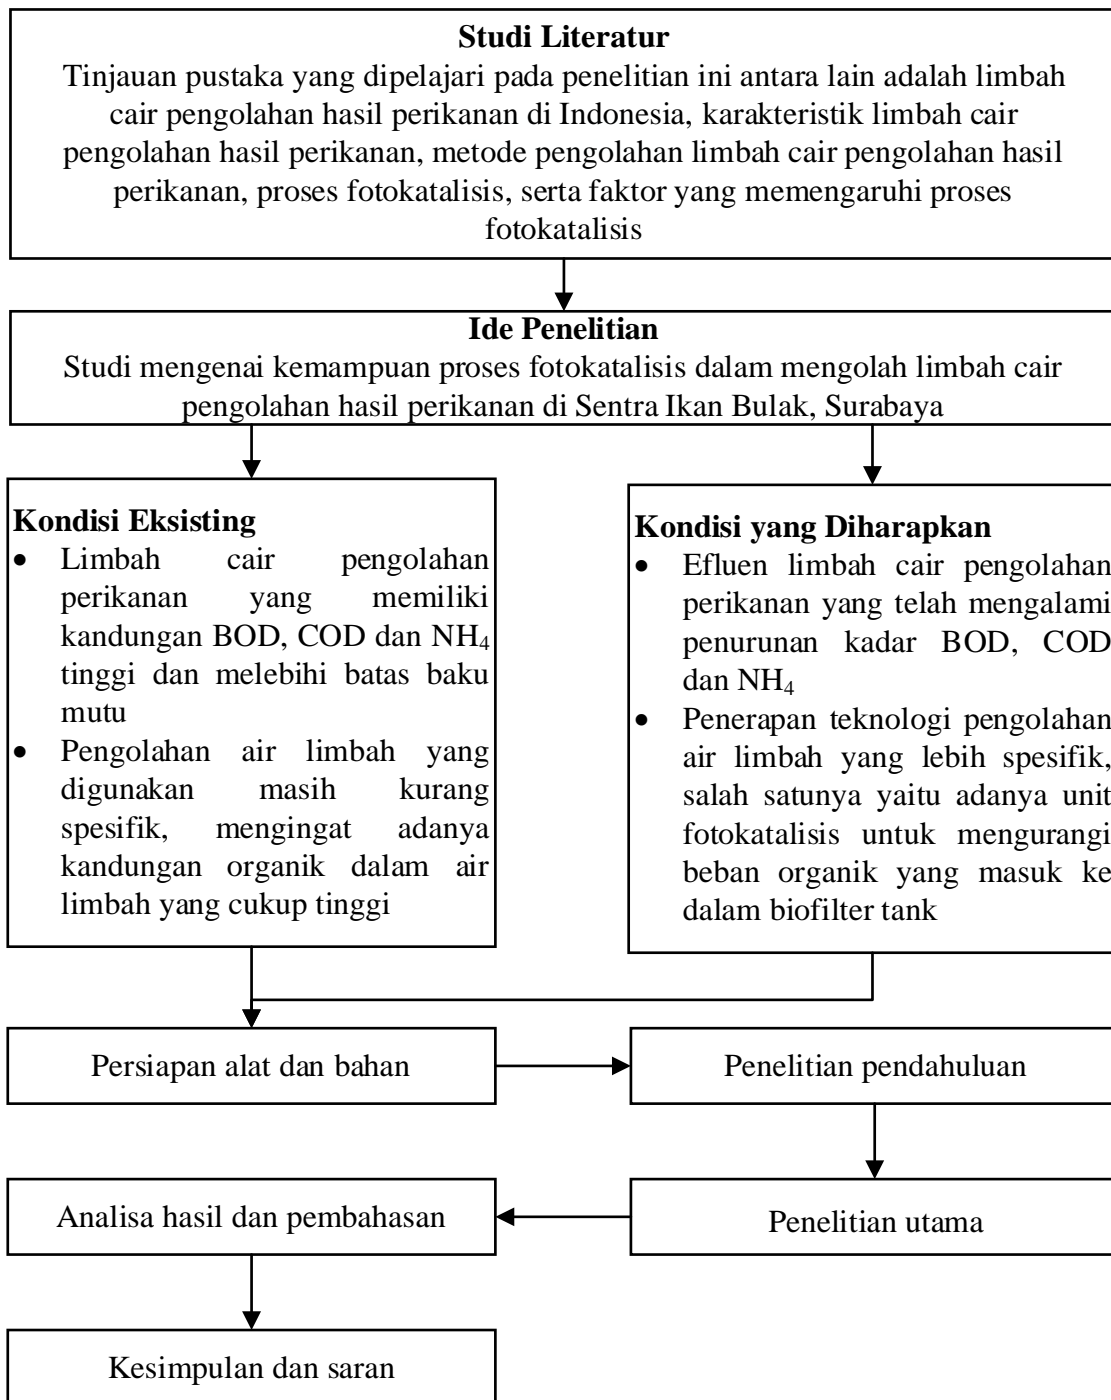 Studi Literatur
Tinjauan pustaka yang dipelajari pada penelitian ini antara lain adalah limbah
cair pengolahan hasil perikanan di Indonesia, karakteristik limbah cair
pengolahan hasil perikanan, metode pengolahan limbah cair pengolahan hasil
perikanan, proses fotokatalisis, serta faktor yang memengaruhi proses
fotokatalisis
Ide Penelitian
Studi mengenai kemampuan proses fotokatalisis dalam mengolah limbah cair
pengolahan hasil perikanan di Sentra Ikan Bulak, Surabaya
Kondisi Eksisting
• Limbah cair pengolahan
perikanan yang memiliki
kandungan BOD, COD dan NH₄
tinggi dan melebihi batas baku
mutu
• Pengolahan air limbah yang
digunakan masih kurang
spesifik, mengingat adanya
kandungan organik dalam air
limbah yang cukup tinggi
Kondisi yang Diharapkan
• Efluen limbah cair pengolahan
perikanan yang telah mengalami
penurunan kadar BOD, COD
dan NH₄
• Penerapan teknologi pengolahan
air limbah yang lebih spesifik,
salah satunya yaitu adanya unit
fotokatalisis untuk mengurangi
beban organik yang masuk ke
dalam biofilter tank
Persiapan alat dan bahan
Penelitian pendahuluan
Analisa hasil dan pembahasan
Penelitian utama
Kesimpulan dan saran